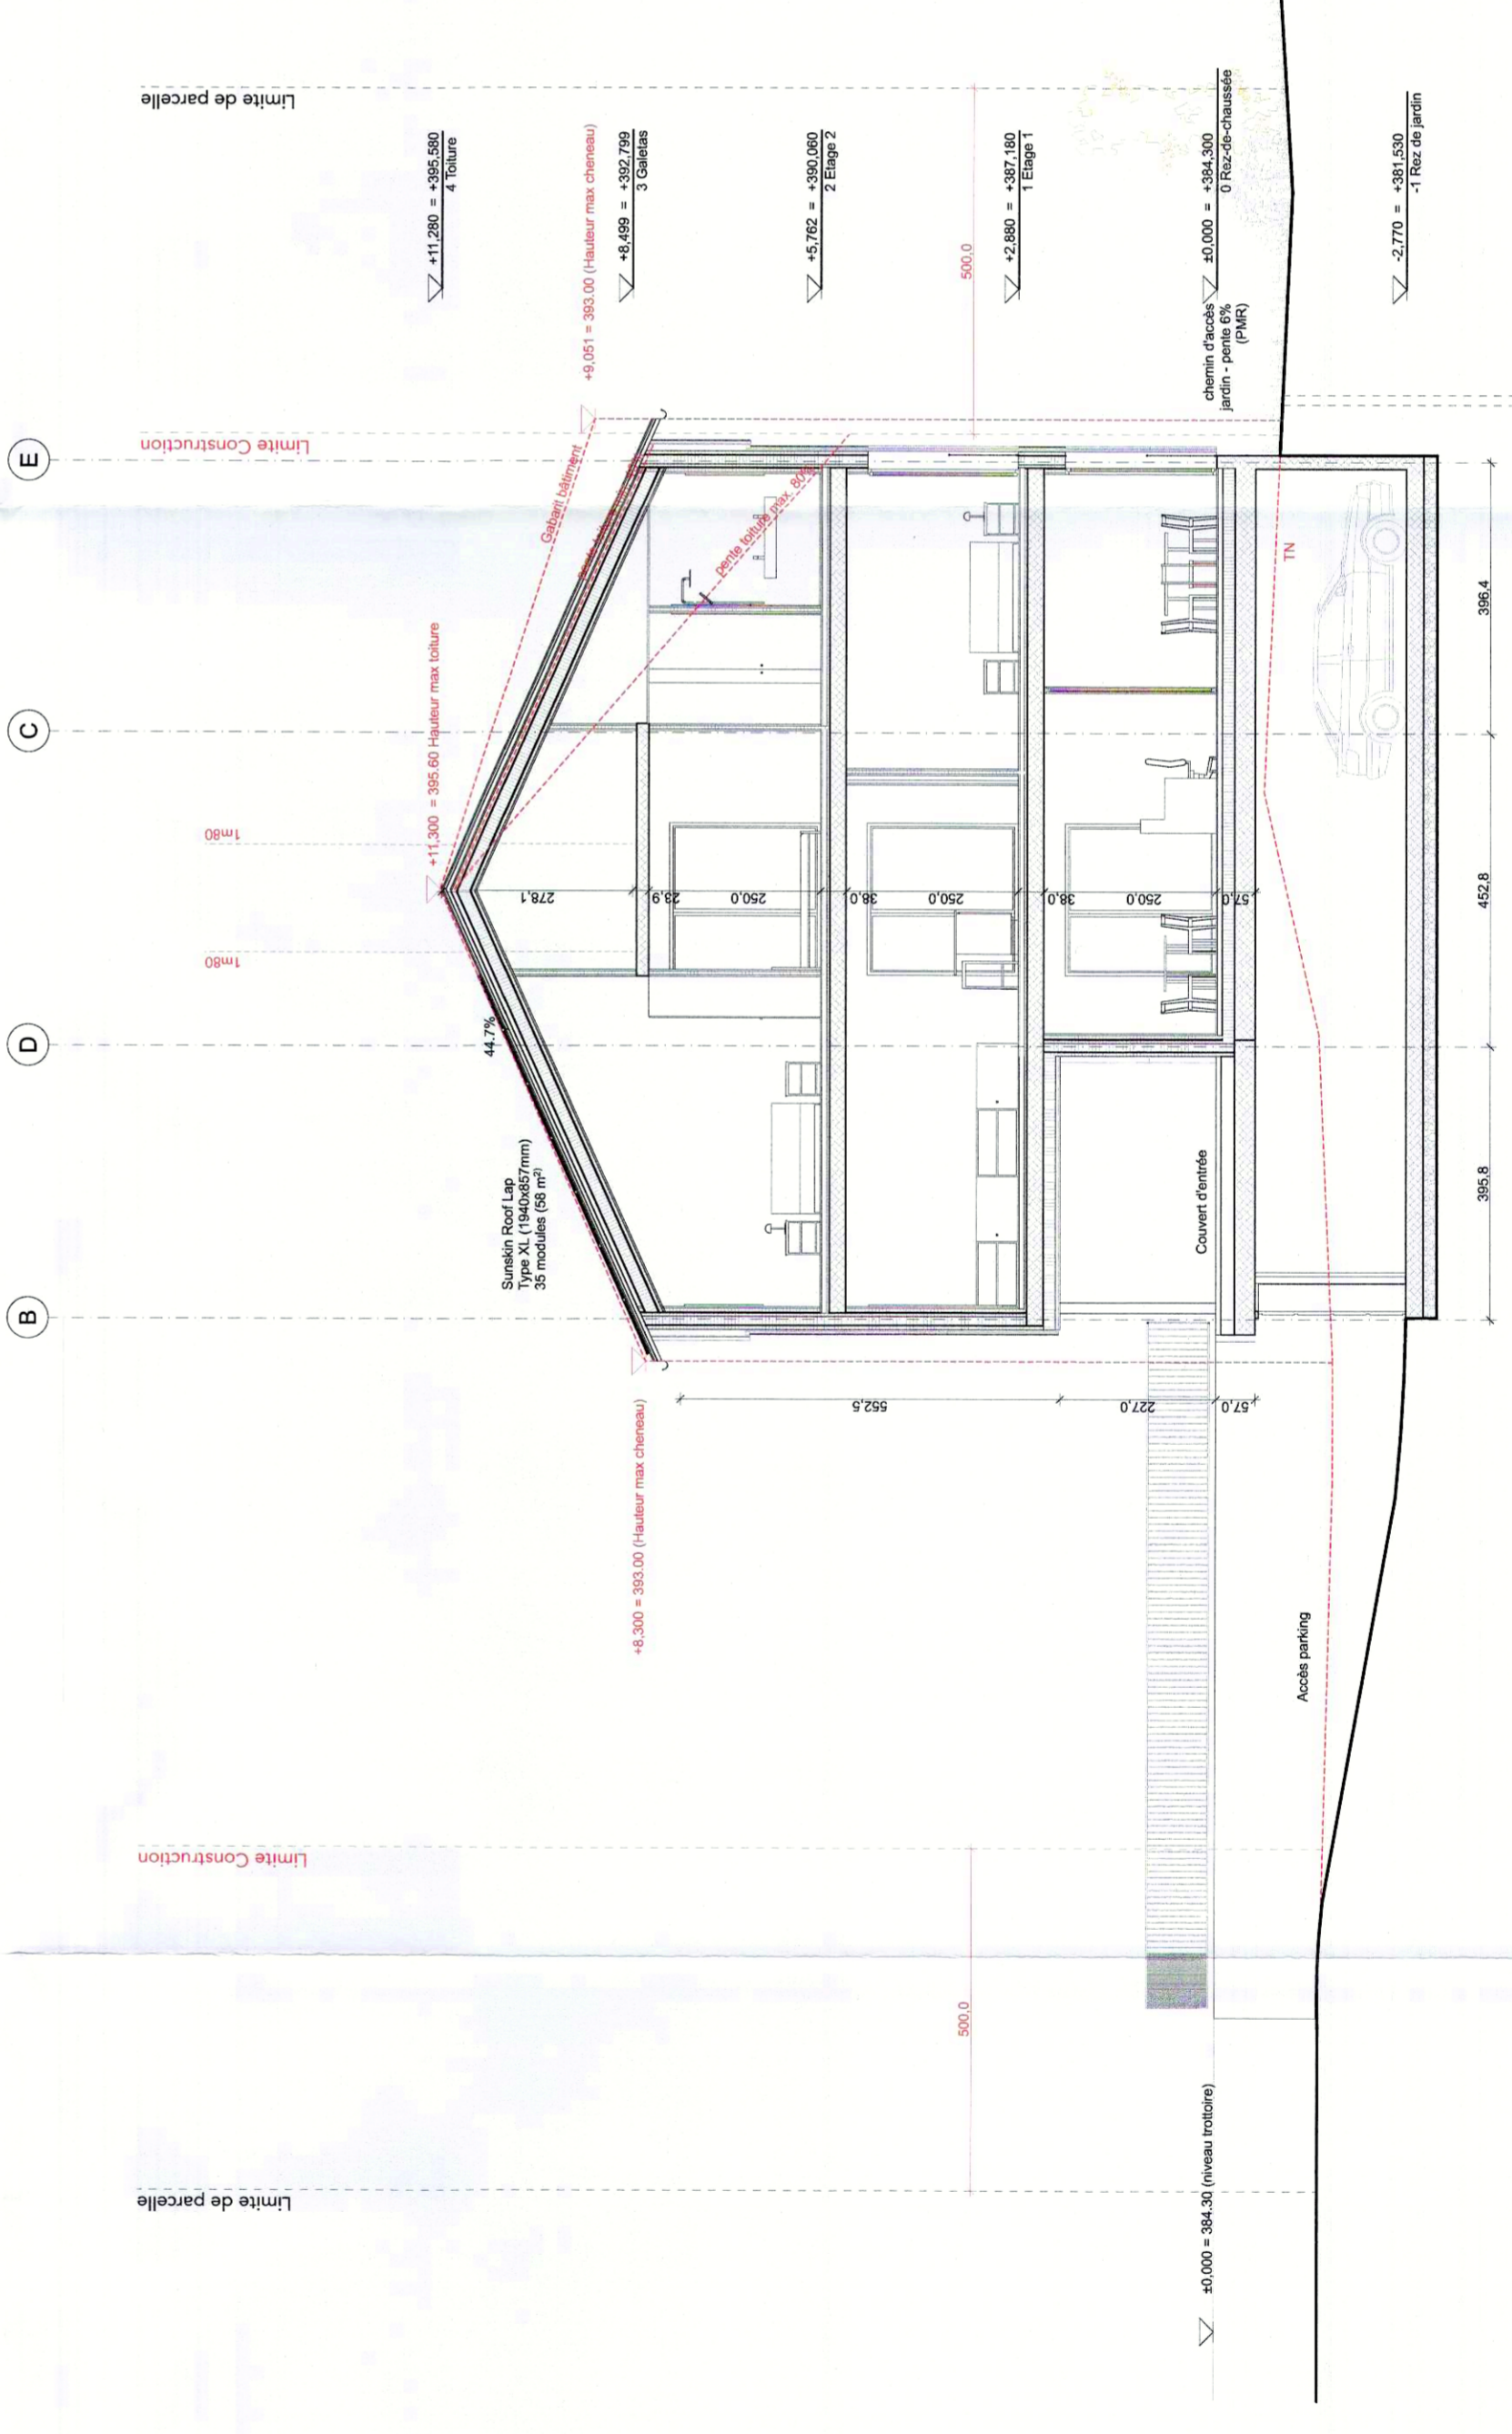 B
D
C
E
Limite de parcelle
Limite Construction
Limite Construction
Limite de parcelle
1m80
1m80
+11,300 = 395.60 Hauteur max toiture
44.7%
Sunskin Roof Lap
Type XL (1940x857mm)
35 modules (58 m²)
Gabarit bâtiment
pente toiture max. 80%
+8,300 = 393.00 (Hauteur max cheneau)
+9,051 = 393.00 (Hauteur max cheneau)
+11,280 = +395,580
4 Toiture
+8,499 = +392,799
3 Galetas
+5,762 = +390,060
2 Etage 2
+2,880 = +387,180
1 Etage 1
±0,000 = +384,300
0 Rez-de-chaussée
-2,770 = +381,530
-1 Rez de jardin
chemin d'accès
jardin - pente 6%
(PMR)
500,0
500,0
278,1
23,9
250,0
38,0
250,0
38,0
250,0
57,0
552,5
227,0
57,0
Couvert d'entrée
Accès parking
TN
±0,000 = 384.30 (niveau trottoire)
395,8
452,8
396,4